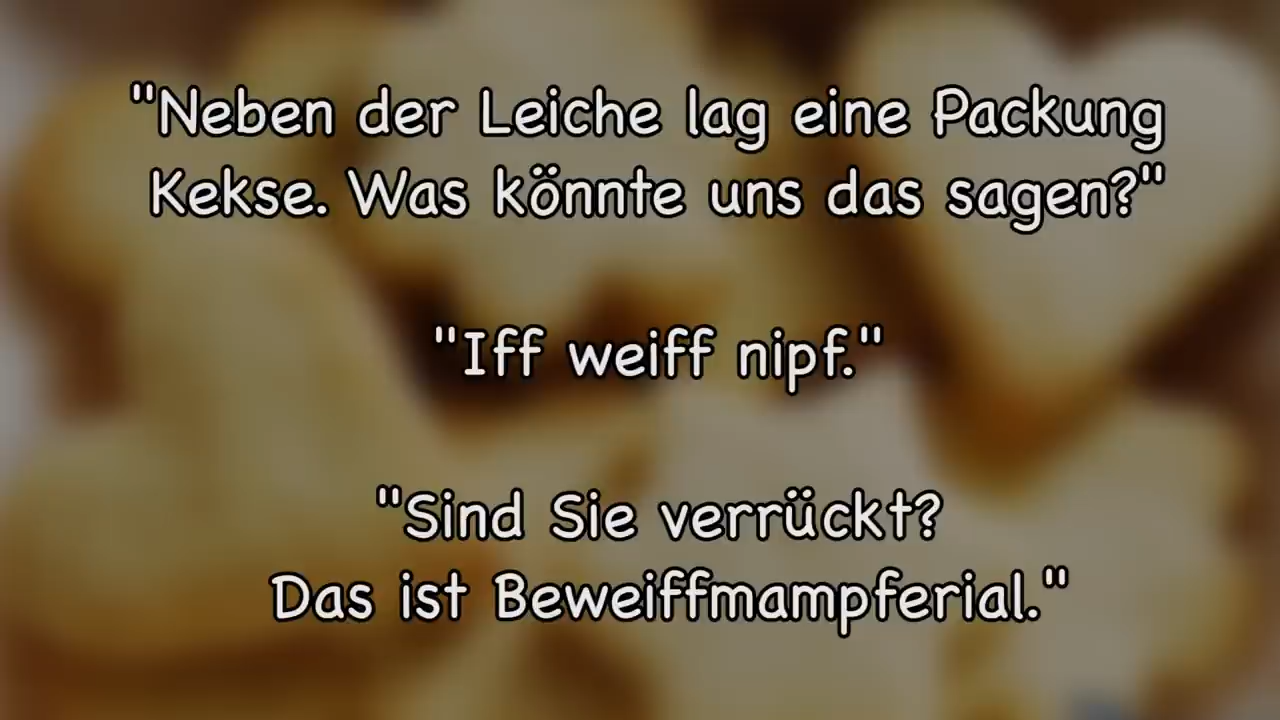 "Neben der Leiche lag eine Packung
Kekse. Was könnte uns das sagen?"
"Iff weiff nipf."
"Sind Sie verrückt?
Das ist Beweiffmampferial."